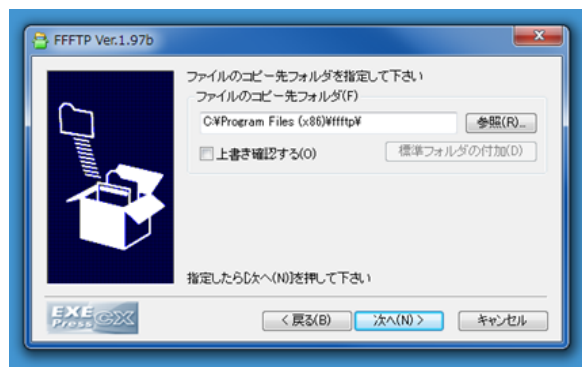 FFFTP Ver.1.97b
ファイルのコピー先フォルダを指定して下さい
ファイルのコピー先フォルダ(F)
C:¥Program Files (x86)¥ffftp¥
参照(R)...
上書き確認する(O)
標準フォルダの付加(D)
指定したら[次へ(N)]を押して下さい
EXE
Press CX
< 戻る(B)
次へ(N) >
キャンセル